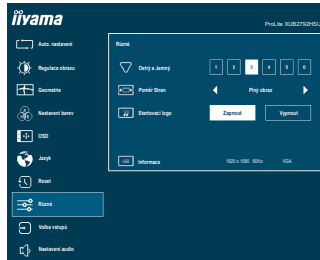 iiyama
ProLite XUB2792HSU
Auto. nastavení
Různé
Ostrý a Jemný
1 2 3 4 5 6
Regulace obrazu
Geometrie
Poměr Stran
Plný obraz
Nastavení barev
Startovací logo
Zapnout
Vypnout
OSD
Jazyk
Informace
1920 x 1080 60Hz
VGA
Reset
Různé
Volba vstupů
Nastavení audio